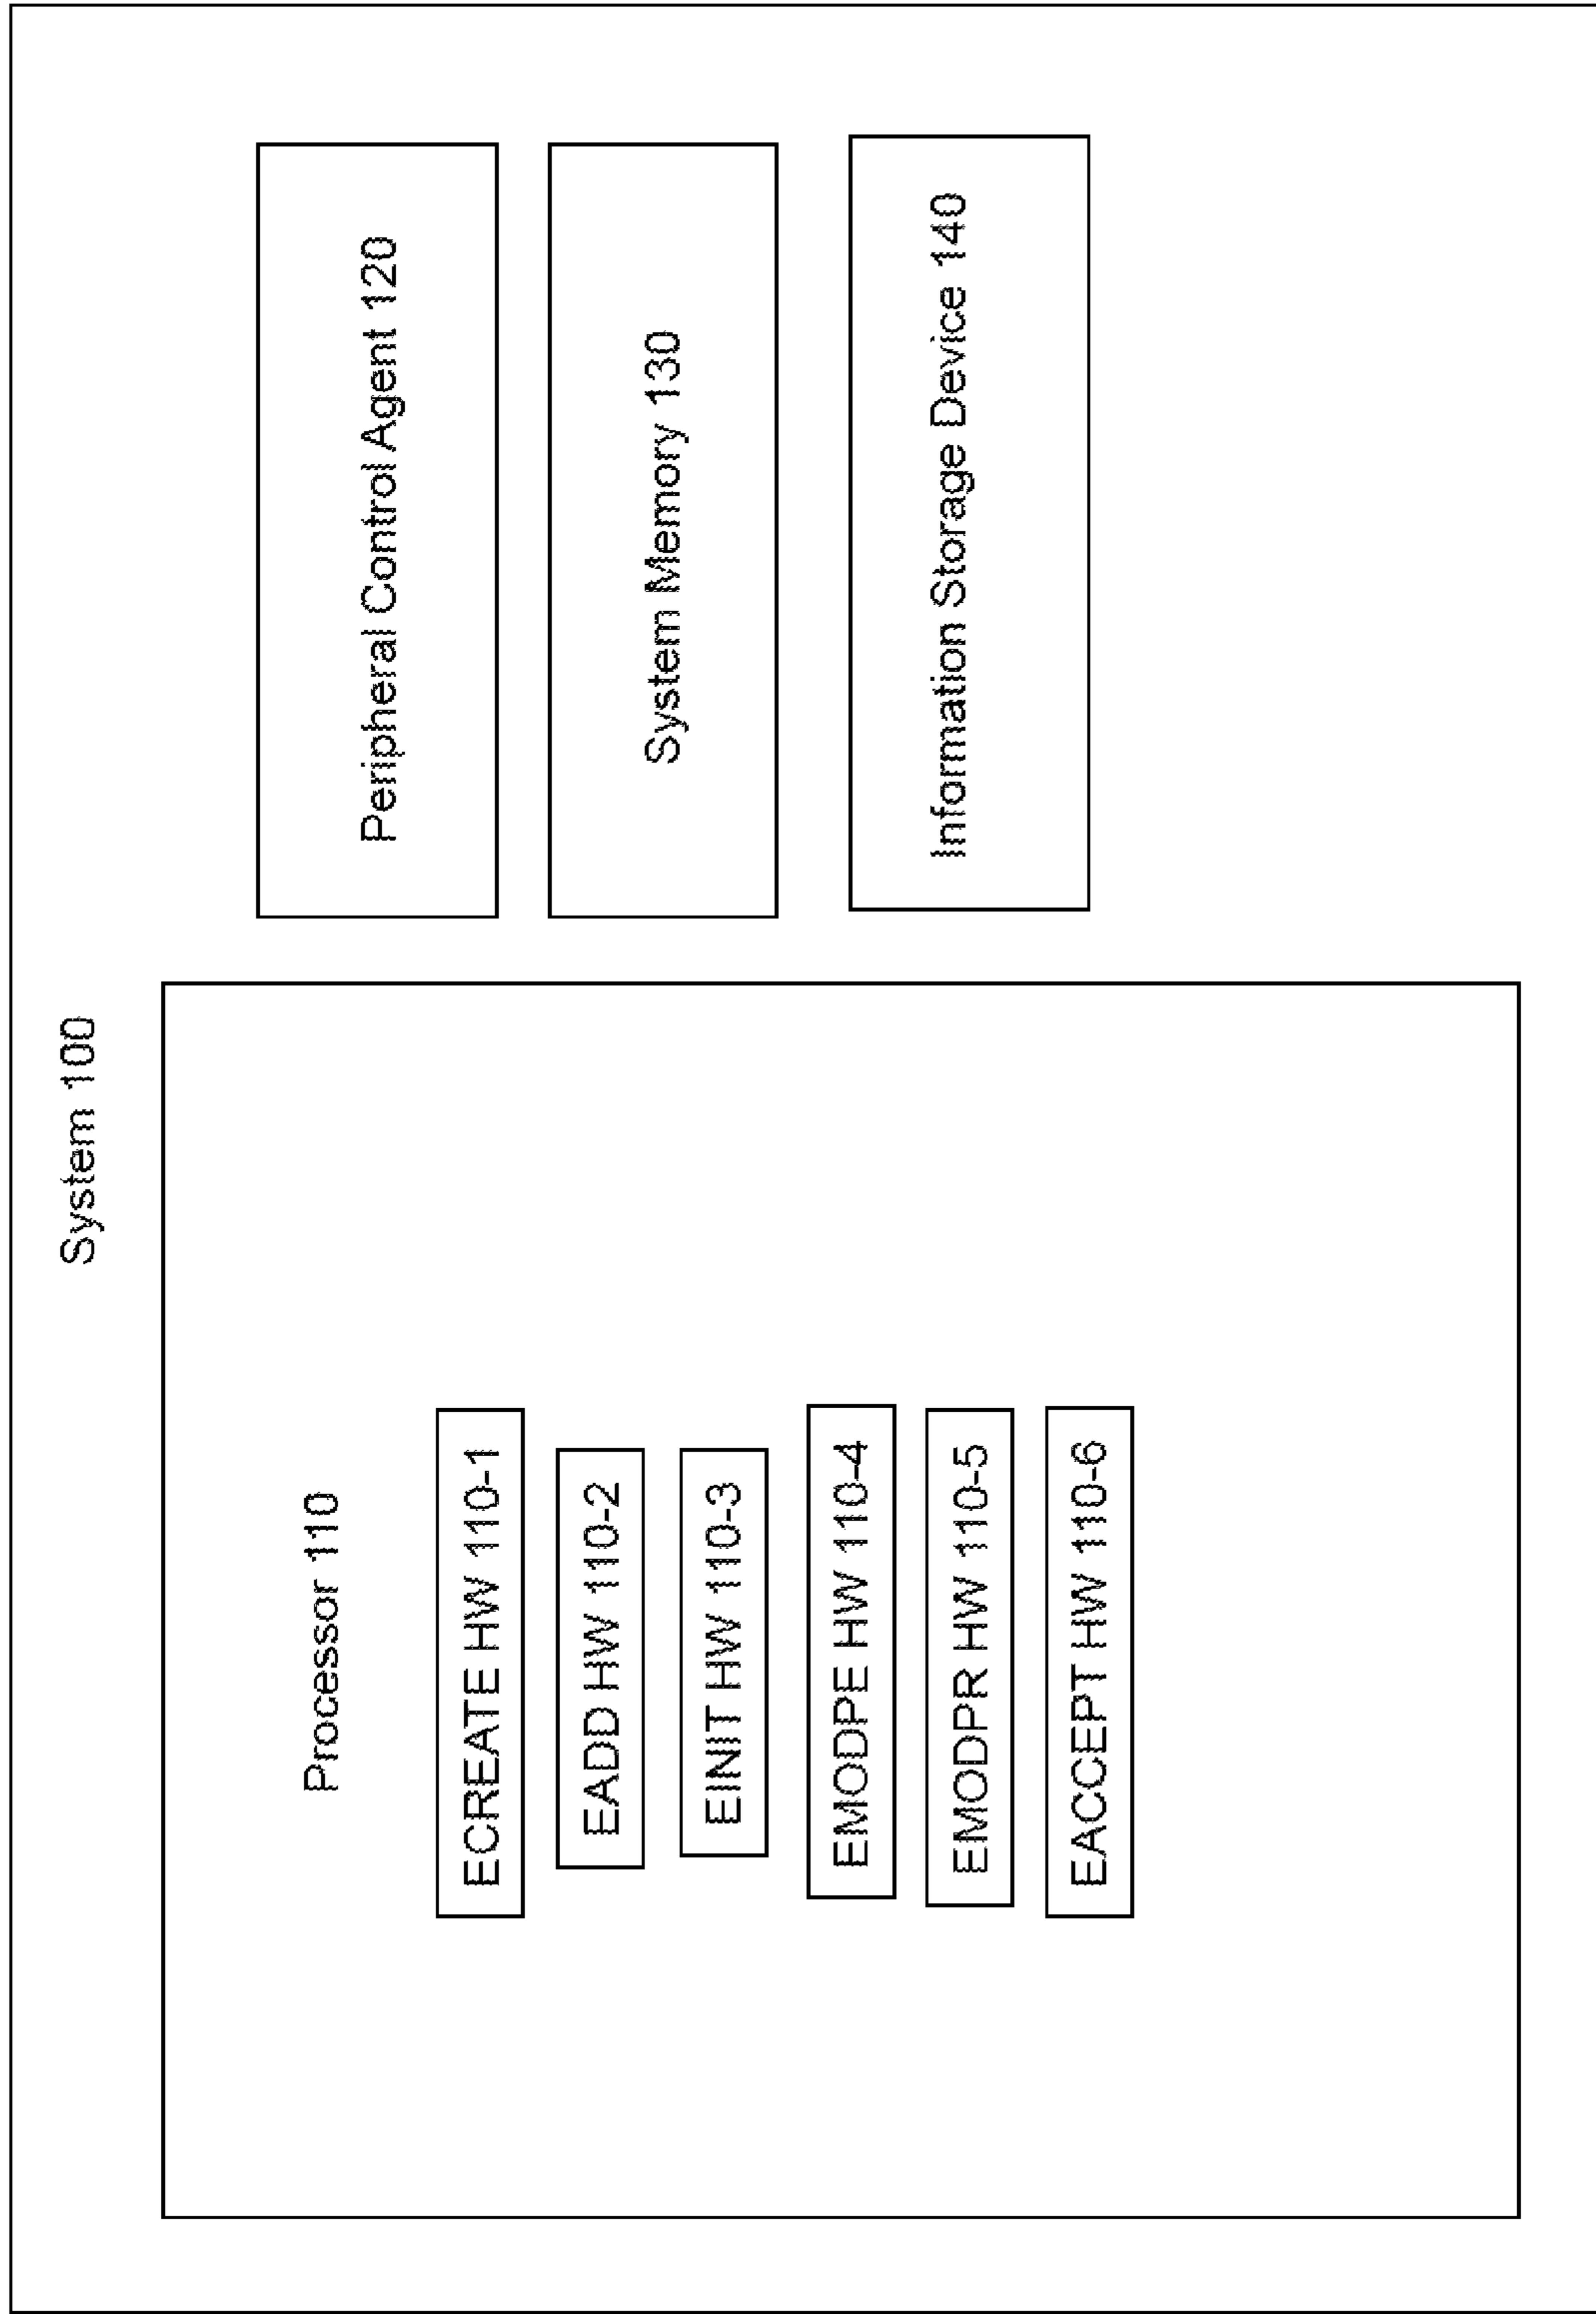 System 100
Processor 110
ECREATE HW 110-1
EADD HW 110-2
EINIT HW 110-3
EMODPE HW 110-4
EMODPR HW 110-5
EACCEPT HW 110-6
Peripheral Control Agent 120
System Memory 130
Information Storage Device 140